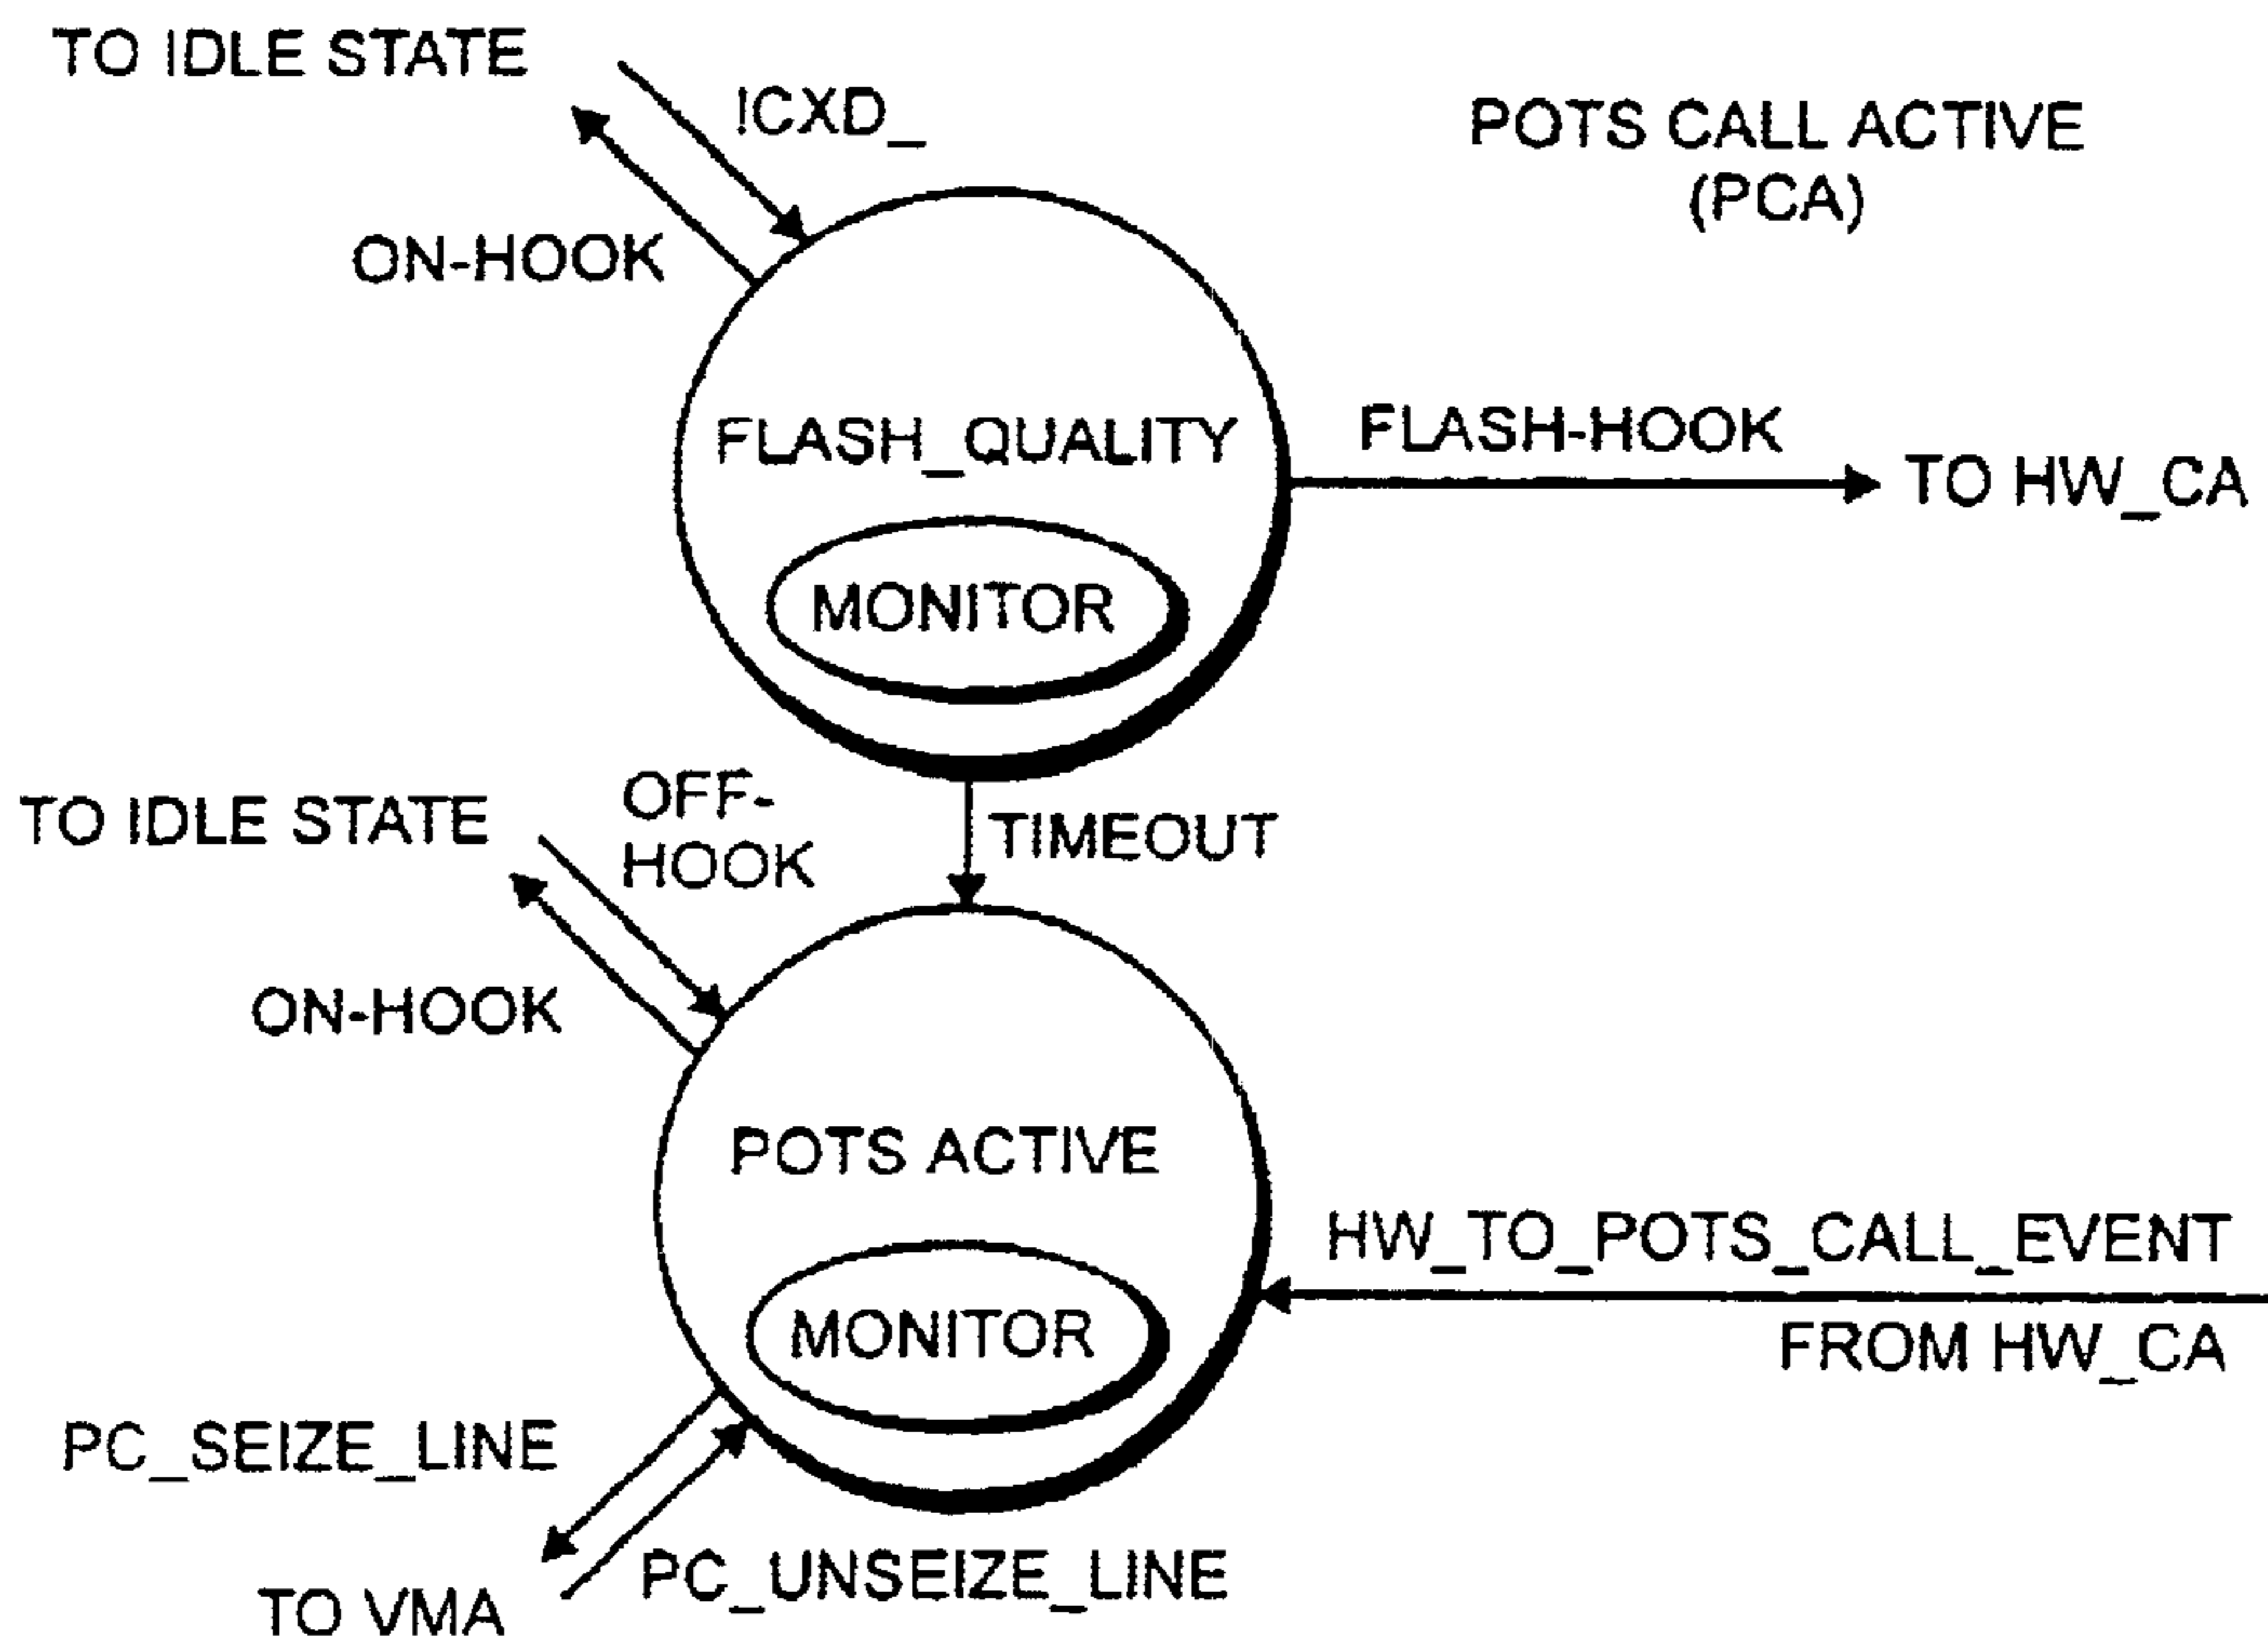 TO IDLE STATE
!CXD_
POTS CALL ACTIVE
(PCA)
ON-HOOK
FLASH_QUALITY
FLASH-HOOK
TO HW_CA
MONITOR
TO IDLE STATE
OFF-
HOOK
TIMEOUT
ON-HOOK
POTS ACTIVE
HW_TO_POTS_CALL_EVENT
MONITOR
FROM HW_CA
PC_SEIZE_LINE
PC_UNSEIZE_LINE
TO VMA